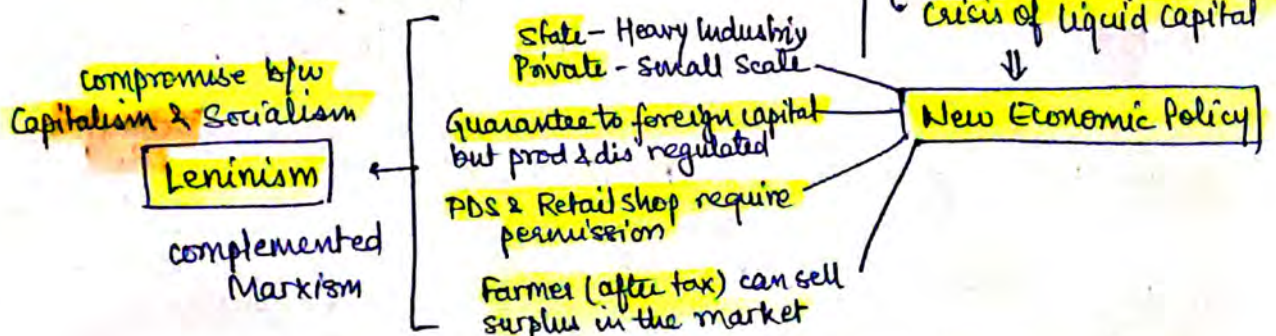 Crisis of Liquid Capital
⇓
New Economic Policy
State - Heavy Industry
Private - Small Scale
Guarantee to foreign capital
but prod & dis regulated
PDS & Retail shop require
permission
Farmer (after tax) can sell
surplus in the market
compromise b/w
Capitalism & Socialism
Leninism
complemented
Marxism